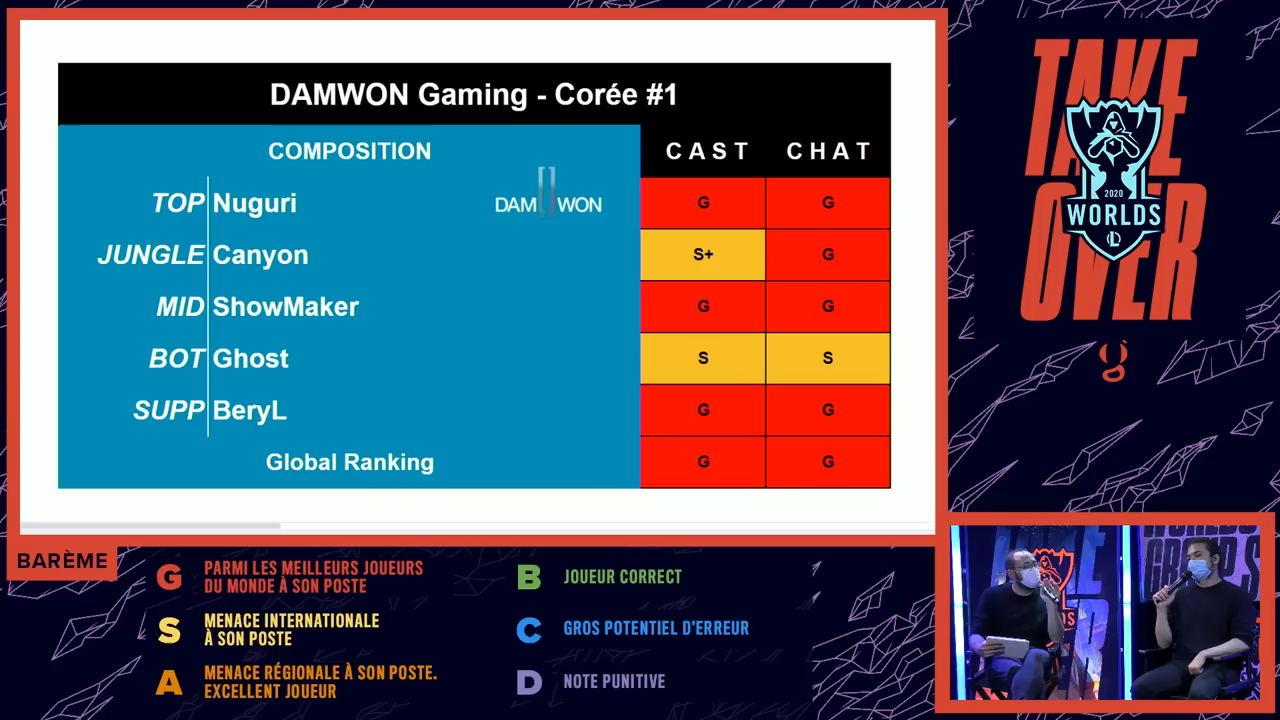 DAMWON Gaming - Corée #1
COMPOSITION
CAST
CHAT
TOP Nuguri
DAMWON
G
G
JUNGLE Canyon
S+
G
MID ShowMaker
G
G
BOT Ghost
S
S
SUPP BeryL
G
G
Global Ranking
G
G
TAKE
OVER
2020
WORLDS
BARÈME
G PARMI LES MEILLEURS JOUEURS
DU MONDE À SON POSTE
S MENACE INTERNATIONALE
À SON POSTE
A MENACE RÉGIONALE À SON POSTE.
EXCELLENT JOUEUR
B JOUEUR CORRECT
C GROS POTENTIEL D'ERREUR
D NOTE PUNITIVE